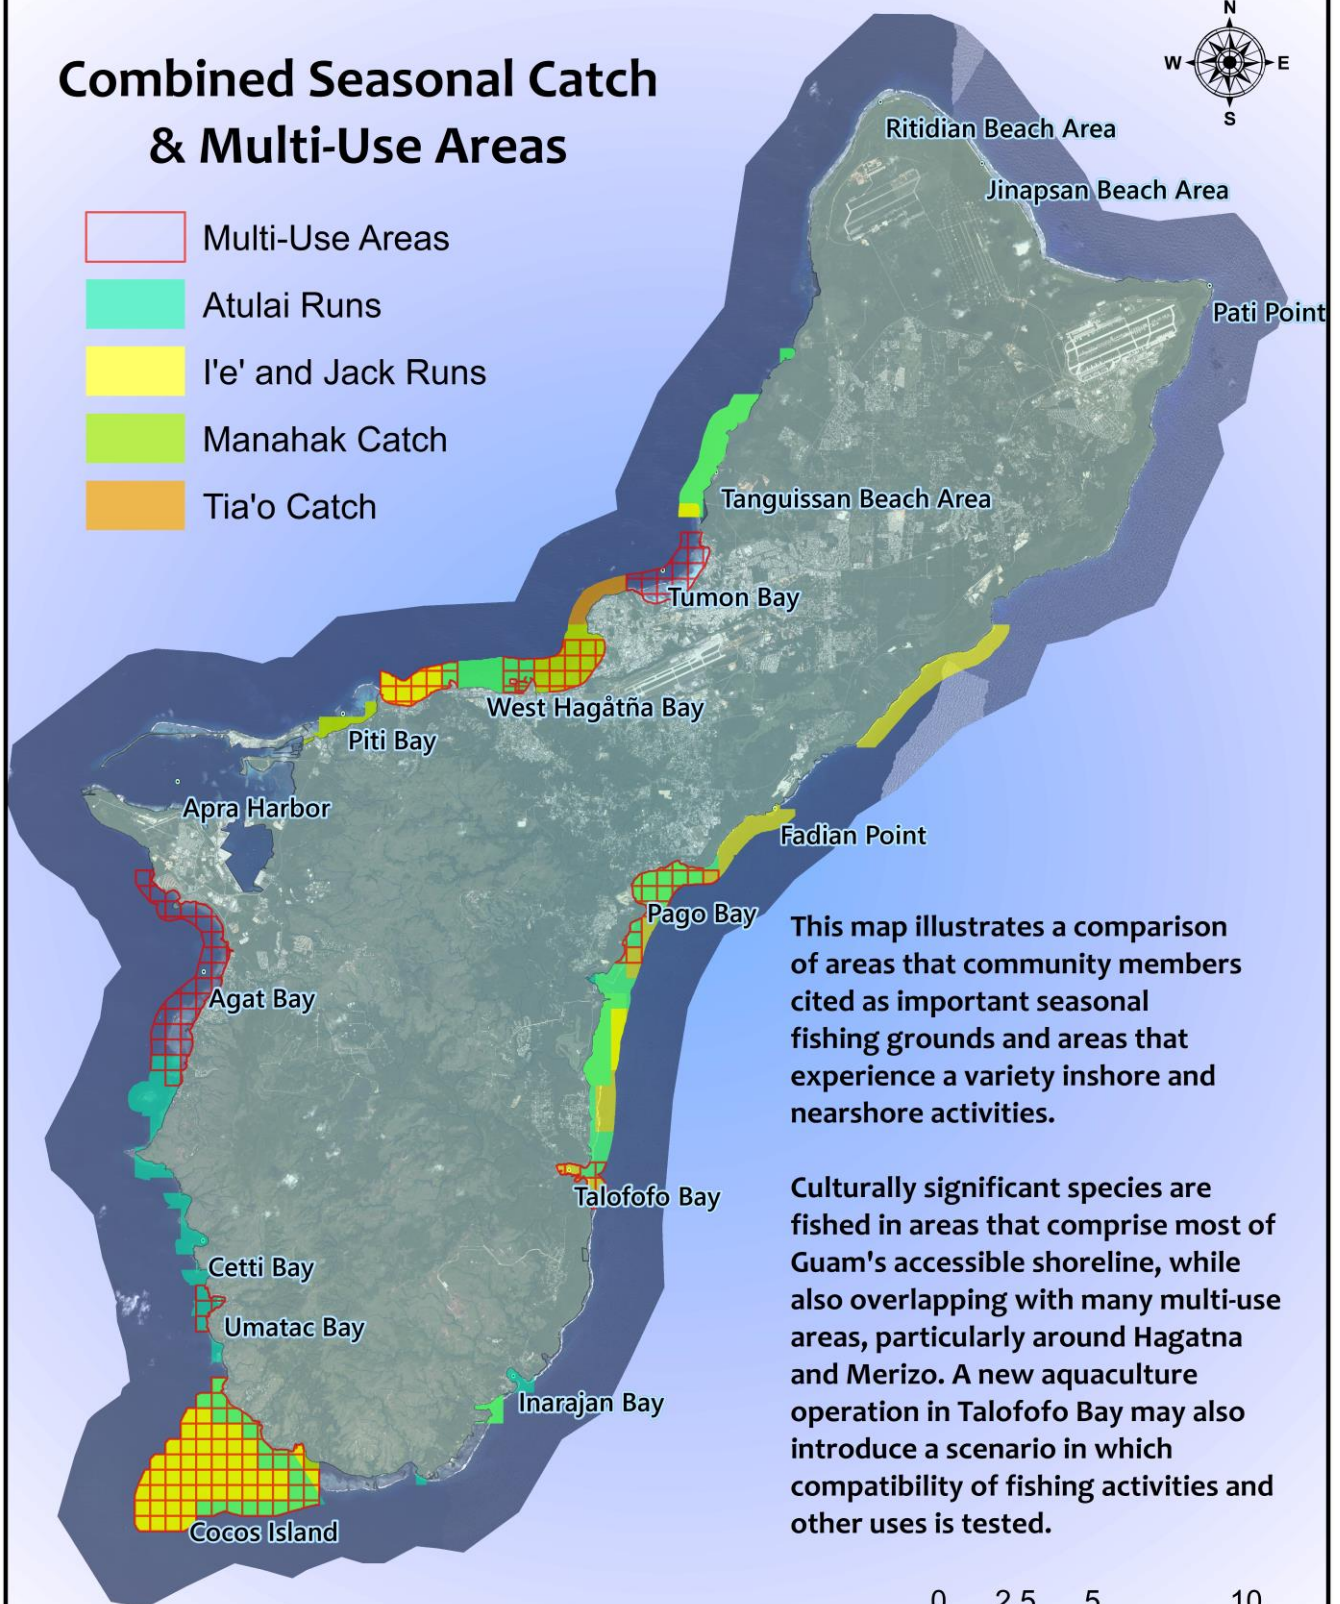 N
W E
S
Combined Seasonal Catch
& Multi-Use Areas
Multi-Use Areas
Atulai Runs
I'e' and Jack Runs
Manahak Catch
Tia'o Catch
Ritidian Beach Area
Jinapsan Beach Area
Pati Point
Tanguissan Beach Area
Tumon Bay
West Hagåtña Bay
Piti Bay
Apra Harbor
Fadian Point
Pago Bay
Agat Bay
Talofofo Bay
Cetti Bay
Umatac Bay
Inarajan Bay
Cocos Island
This map illustrates a comparison
of areas that community members
cited as important seasonal
fishing grounds and areas that
experience a variety inshore and
nearshore activities.
Culturally significant species are
fished in areas that comprise most of
Guam's accessible shoreline, while
also overlapping with many multi-use
areas, particularly around Hagatna
and Merizo. A new aquaculture
operation in Talofofo Bay may also
introduce a scenario in which
compatibility of fishing activities and
other uses is tested.
0 2.5 5 10